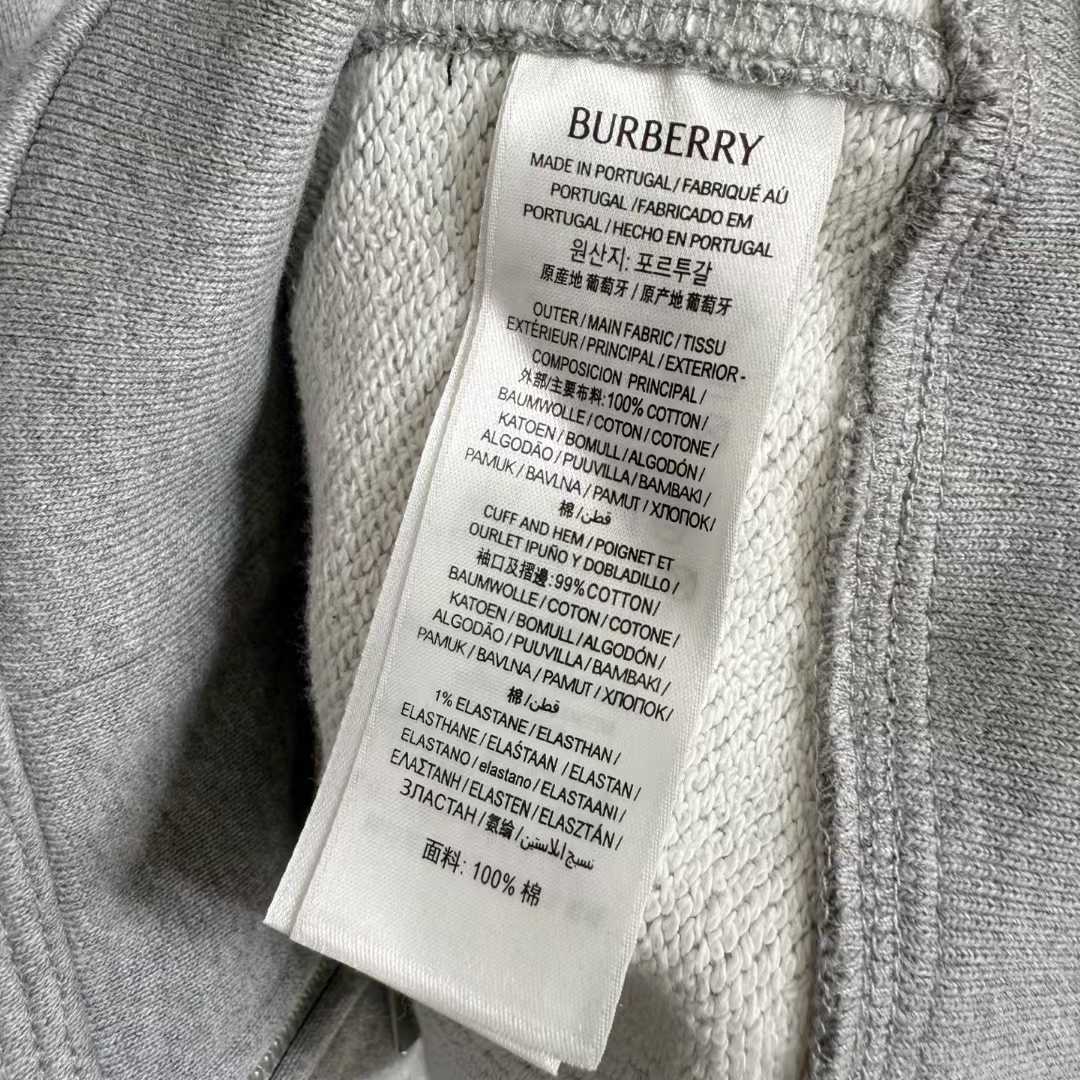 BURBERRY
MADE IN PORTUGAL / FABRIQUÉ AÚ
PORTUGAL / FABRICADO EM
PORTUGAL / HECHO EN PORTUGAL
원산지: 포르투갈
原産地 葡萄牙 / 原产地 葡萄牙
OUTER / MAIN FABRIC / TISSU
EXTÉRIEUR / PRINCIPAL / EXTERIOR -
COMPOSICION PRINCIPAL /
外部/主要布料: 100% COTTON /
BAUMWOLLE / COTON / COTONE /
KATOEN / BOMULL / ALGODÓN /
ALGODÃO / PUUVILLA / BAMBAKI /
PAMUK / BAVLNA / PAMUT / ХЛОПОК /
棉 / قطن /
CUFF AND HEM / POIGNET ET
OURLET IPUÑO Y DOBLADILLO /
袖口及摺邊: 99% COTTON /
BAUMWOLLE / COTON / COTONE /
KATOEN / BOMULL / ALGODÓN /
ALGODÃO / PUUVILLA / BAMBAKI /
PAMUK / BAVLNA / PAMUT / ХЛОПОК /
棉 / قطن /
1% ELASTANE / ELASTHAN /
ELASTHANE / ELAŚTAAN / ELASTAN /
ELASTANO / elastano / ELASTAANI /
ΕΛΑΣΤΑΝΗ / ELASTEN / ELASZTÁN /
ЗЛАСТАН / 氨綸 / نسيج الاستين /
面料: 100% 棉